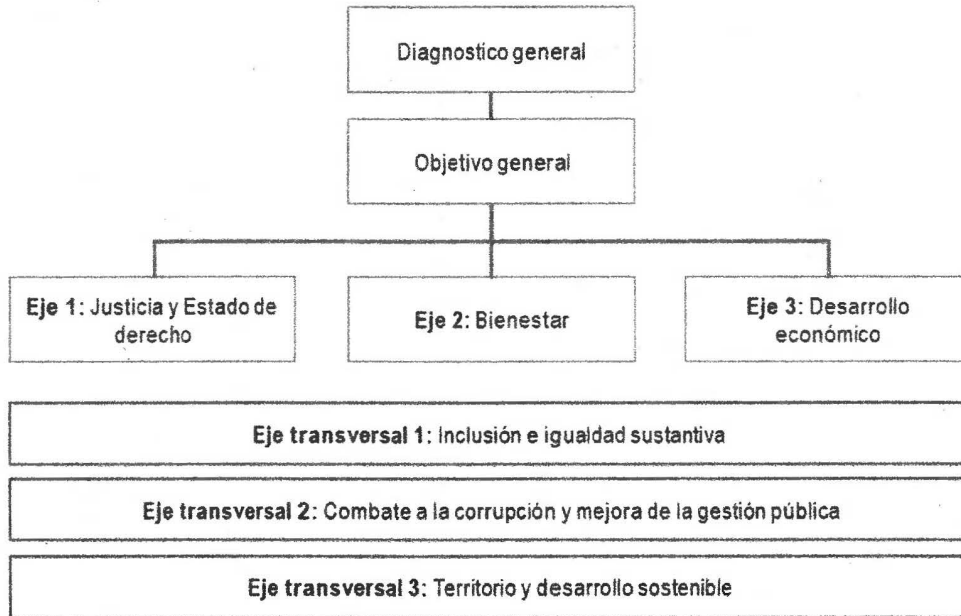 Diagnostico general
Objetivo general
Eje 1: Justicia y Estado de
derecho
Eje 2: Bienestar
Eje 3: Desarrollo
económico
Eje transversal 1: Inclusión e igualdad sustantiva
Eje transversal 2: Combate a la corrupción y mejora de la gestión pública
Eje transversal 3: Territorio y desarrollo sostenible